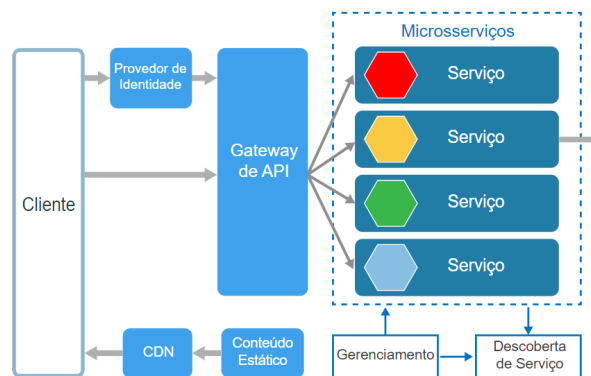 Microsserviços
Provedor de
Identidade
Serviço
Serviço
Gateway
de API
Cliente
Serviço
Serviço
CDN
Conteúdo
Estático
Gerenciamento
Descoberta
de Serviço